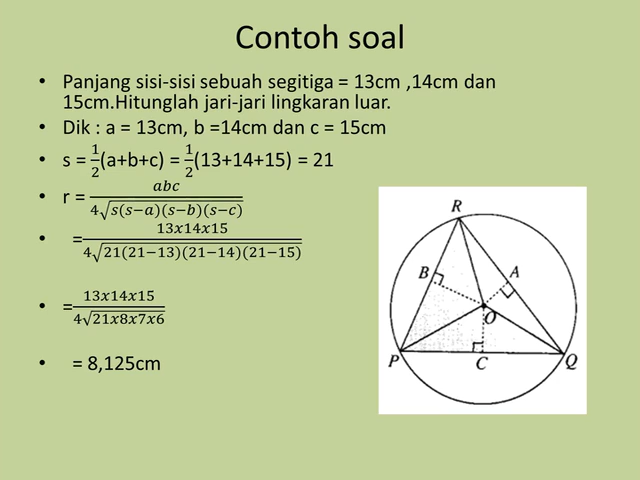 Contoh soal
• Panjang sisi-sisi sebuah segitiga = 13cm ,14cm dan
15cm.Hitunglah jari-jari lingkaran luar.
• Dik : a = 13cm, b =14cm dan c = 15cm
• s = 1/2(a+b+c) = 1/2(13+14+15) = 21
• r = abc/4√s(s−a)(s−b)(s−c)
• =13x14x15/4√21(21−13)(21−14)(21−15)
• =13x14x15/4√21x8x7x6
• = 8,125cm
R
B
A
O
P
C
Q